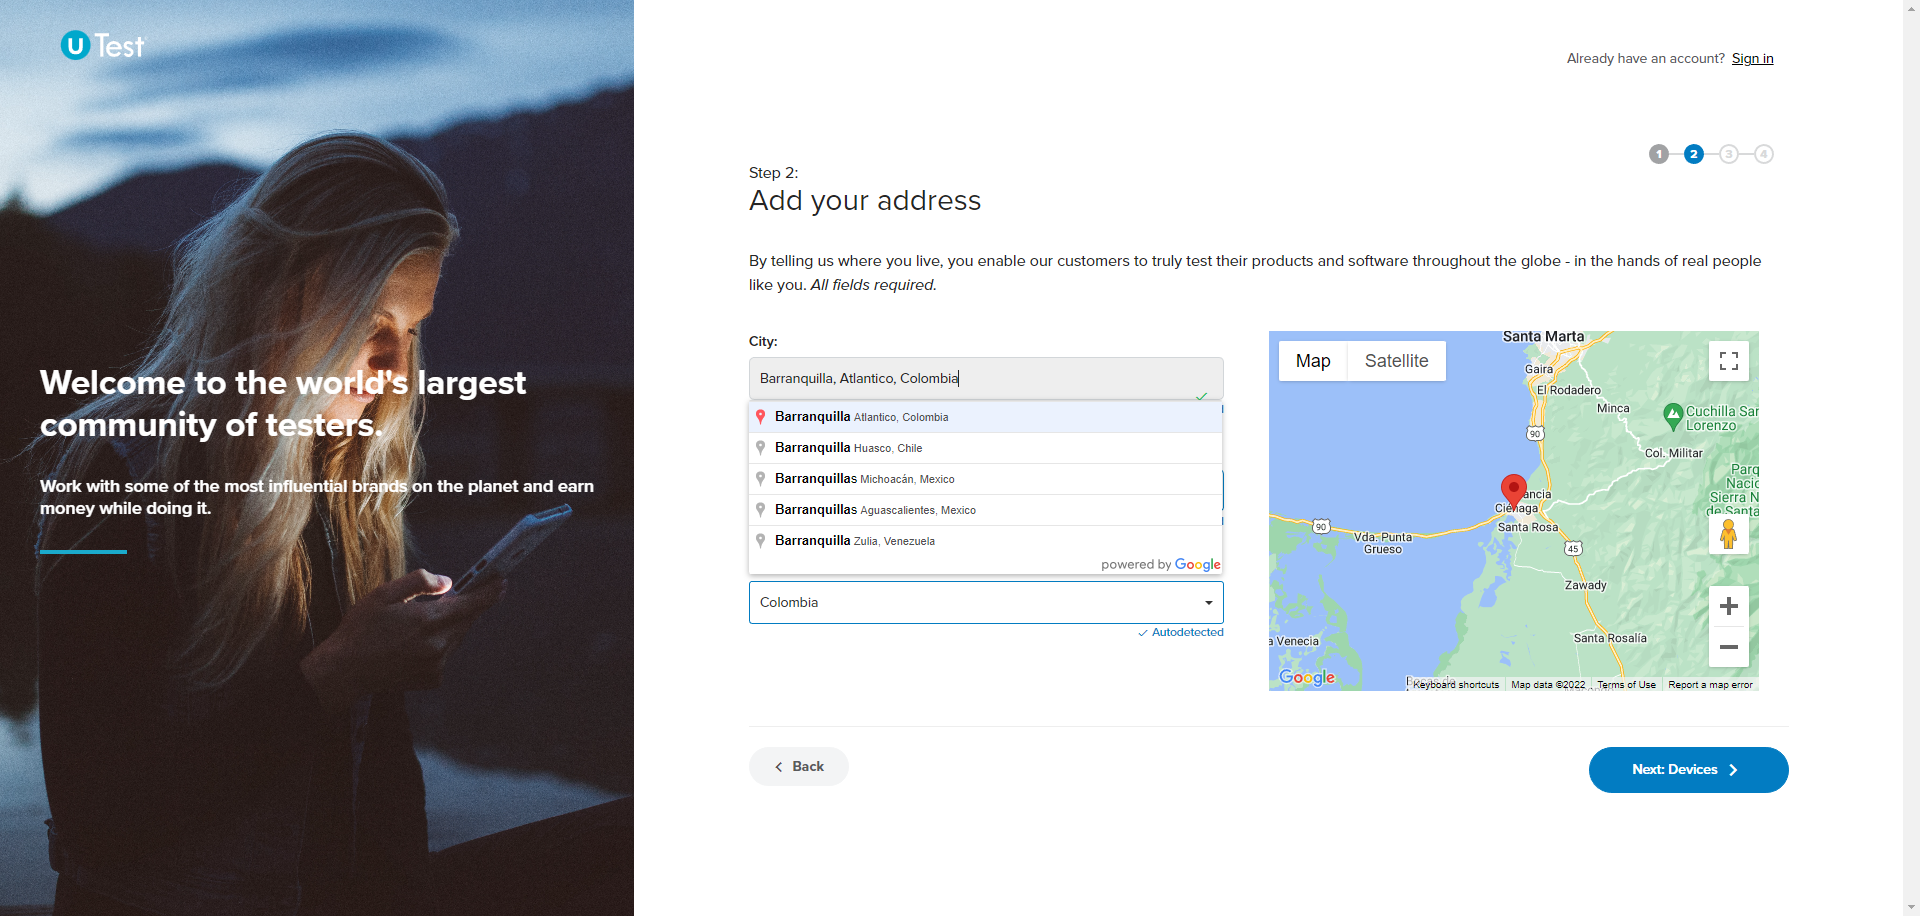 U Test
Welcome to the world's largest
community of testers.
Work with some of the most influential brands on the planet and earn
money while doing it.
Already have an account? Sign in
1 2 3 4
Step 2:
Add your address
By telling us where you live, you enable our customers to truly test their products and software throughout the globe - in the hands of real people
like you. All fields required.
City:
Barranquilla, Atlantico, Colombia
Barranquilla Atlantico, Colombia
Barranquilla Huasco, Chile
Barranquillas Michoacán, Mexico
Barranquillas Aguascalientes, Mexico
Barranquilla Zulia, Venezuela
powered by Google
Colombia
Autodetected
Map Satellite
Santa Marta
Gaira
El Rodadero
Minca
Cuchilla Sar
Lorenzo
90
Col. Militar
Parq
Nacic
Sierra N
de Santa
ancia
Ciénaga
Santa Rosa
90
Vda. Punta
Grueso
45
Zawady
Santa Rosalía
a Venecia
Google
Keyboard shortcuts Map data ©2022 Terms of Use Report a map error
Back
Next: Devices